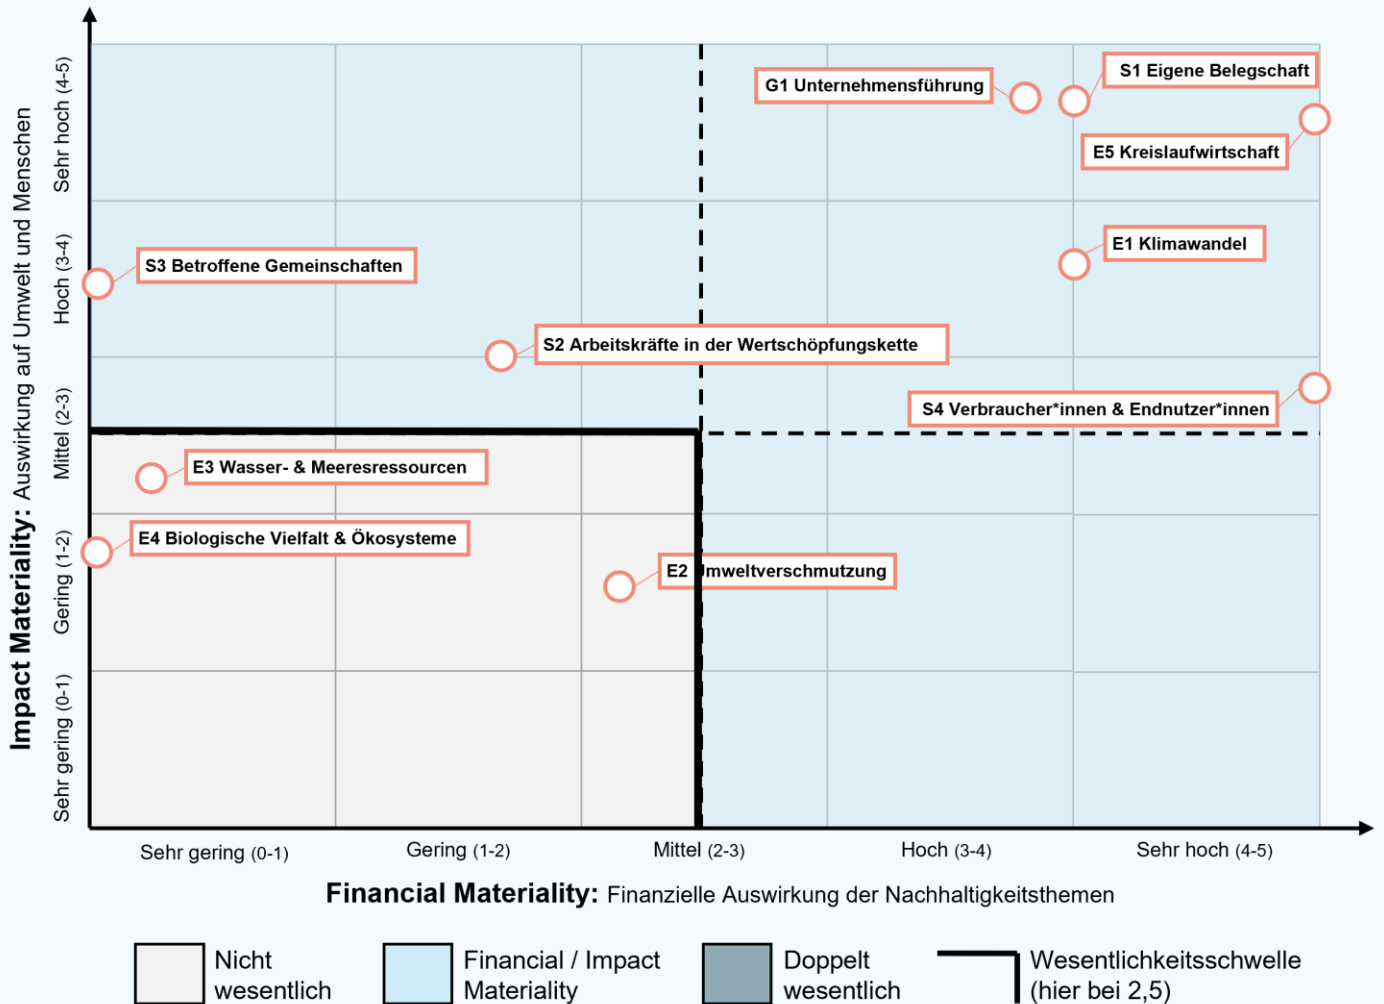 Impact Materiality: Auswirkung auf Umwelt und Menschen
Sehr hoch (4-5)
Hoch (3-4)
Mittel (2-3)
Gering (1-2)
Sehr gering (0-1)
G1 Unternehmensführung
S1 Eigene Belegschaft
E5 Kreislaufwirtschaft
E1 Klimawandel
S3 Betroffene Gemeinschaften
S2 Arbeitskräfte in der Wertschöpfungskette
S4 Verbraucher*innen & Endnutzer*innen
E3 Wasser- & Meeresressourcen
E4 Biologische Vielfalt & Ökosysteme
E2 Umweltverschmutzung
Sehr gering (0-1)
Gering (1-2)
Mittel (2-3)
Hoch (3-4)
Sehr hoch (4-5)
Financial Materiality: Finanzielle Auswirkung der Nachhaltigkeitsthemen
Nicht
wesentlich
Financial / Impact
Materiality
Doppelt
wesentlich
Wesentlichkeitsschwelle
(hier bei 2,5)